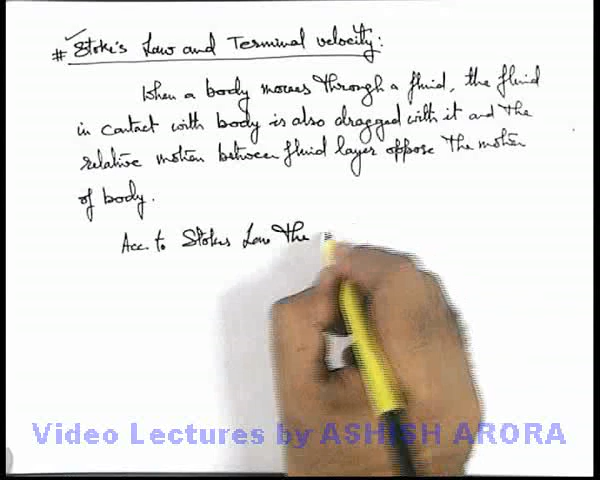 # Stoke's Law and Terminal velocity:
When a body moves through a fluid, the fluid
in contact with body is also dragged with it and the
relative motion between fluid layer oppose the motion
of body.
Acc. to Stokes Law the
Video Lectures by ASHISH ARORA